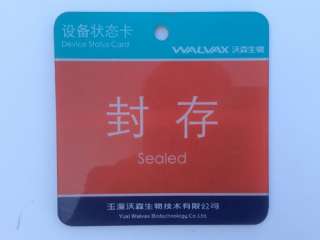 设备状态卡
Device Status Card
WALVAX 沃森生物
封存
Sealed
玉溪沃森生物技术有限公司
Yuxi Walvax Biotechnology Co.,Ltd.